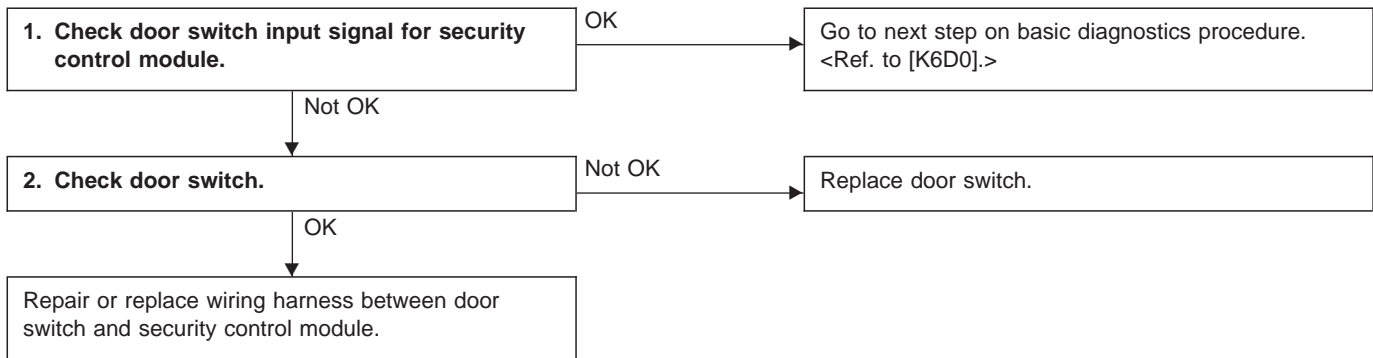 1. Check door switch input signal for security
control module.
OK
Go to next step on basic diagnostics procedure.
<Ref. to [K6D0].>
Not OK
2. Check door switch.
Not OK
Replace door switch.
OK
Repair or replace wiring harness between door
switch and security control module.